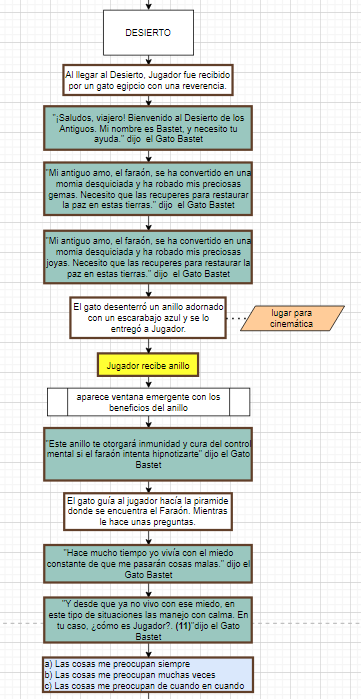 DESIERTO
Al llegar al Desierto, Jugador fue recibido
por un gato egipcio con una reverencia.
"¡Saludos, viajero! Bienvenido al Desierto de los
Antiguos. Mi nombre es Bastet, y necesito tu
ayuda." dijo el Gato Bastet
"Mi antiguo amo, el faraón, se ha convertido en una
momia desquiciada y ha robado mis preciosas
gemas. Necesito que las recuperes para restaurar
la paz en estas tierras." dijo el Gato Bastet
"Mi antiguo amo, el faraón, se ha convertido en una
momia desquiciada y ha robado mis preciosas
joyas. Necesito que las recuperes para restaurar la
paz en estas tierras." dijo el Gato Bastet
El gato desenterró un anillo adornado
con un escarabajo azul y se lo
entregó a Jugador.
lugar para
cinemática
Jugador recibe anillo
aparece ventana emergente con los
beneficios del anillo
"Este anillo te otorgará inmunidad y cura del control
mental si el faraón intenta hipnotizarte" dijo el Gato
Bastet
El gato guía al jugador hacía la piramide
donde se encuentra el Faraón. Mientras
le hace unas preguntas.
"Hace mucho tiempo yo vivía con el miedo
constante de que me pasarán cosas malas." dijo el
Gato Bastet
"Y desde que ya no vivo con ese miedo, en
este tipo de situaciones las manejo con calma. En
tu caso, ¿cómo es Jugador?. (11)"dijo el Gato
Bastet
a) Las cosas me preocupan siempre
b) Las cosas me preocupan muchas veces
c) Las cosas me preocupan de cuando en cuando